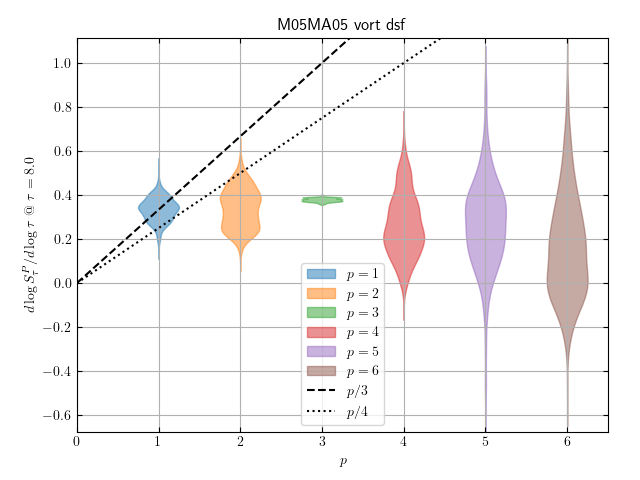 M05MA05 vort dsf
d log S_τ^P / d log τ @ τ = 8.0
1.0
0.8
0.6
0.4
0.2
0.0
−0.2
−0.4
−0.6
p = 1
p = 2
p = 3
p = 4
p = 5
p = 6
p/3
p/4
0 1 2 3 4 5 6
p